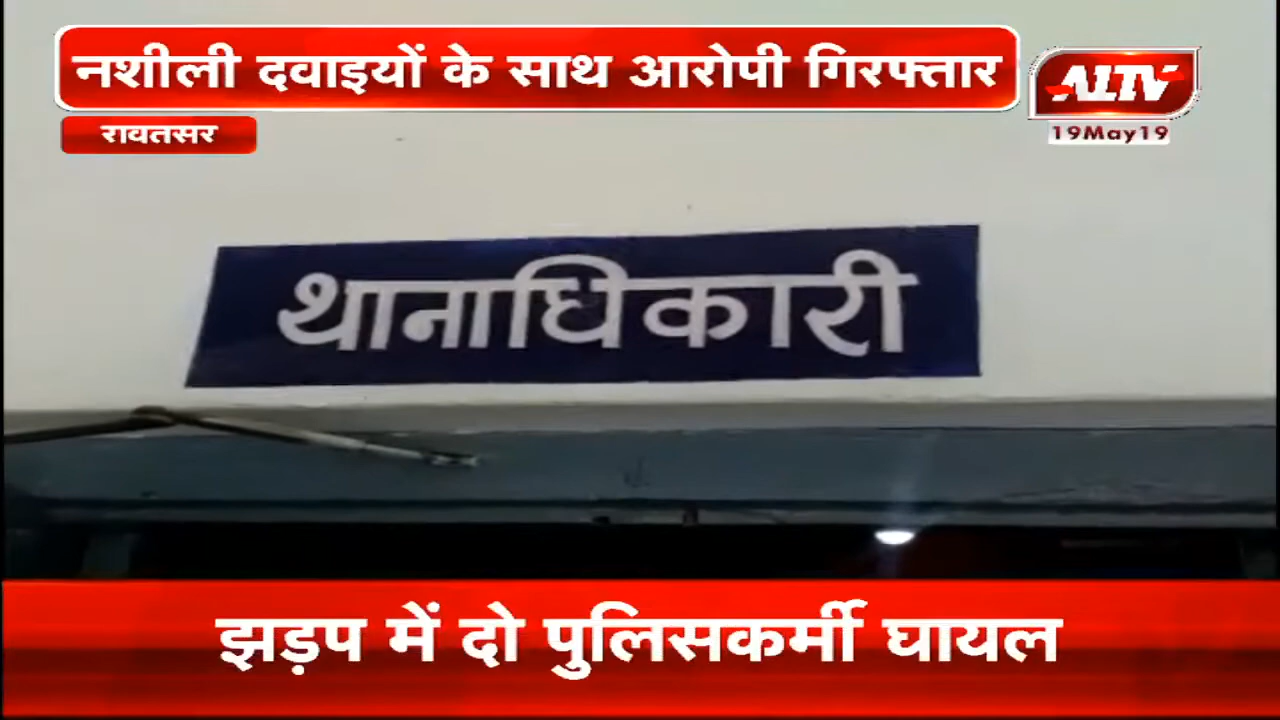 नशीली दवाइयों के साथ आरोपी गिरफ्तार
ALTV
रावतसर
19May19
थानाधिकारी
झड़प में दो पुलिसकर्मी घायल